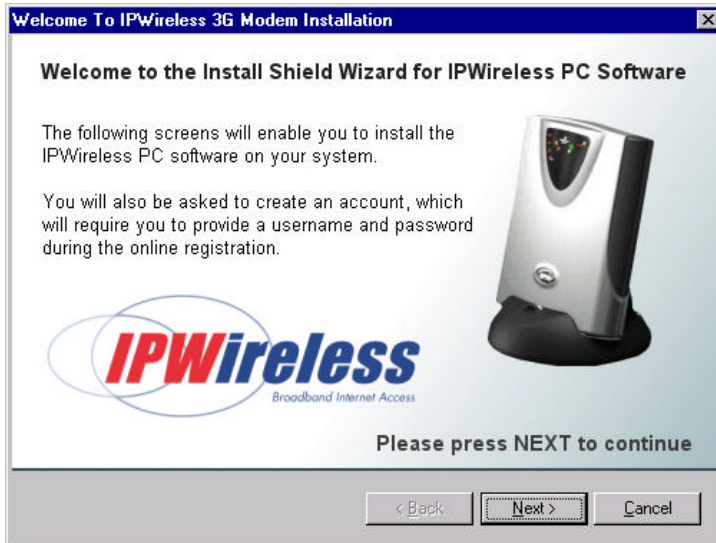 Welcome To IPWireless 3G Modem Installation
Welcome to the Install Shield Wizard for IPWireless PC Software
The following screens will enable you to install the
IPWireless PC software on your system.
You will also be asked to create an account, which
will require you to provide a username and password
during the online registration.
IPWireless
Broadband Internet Access
Please press NEXT to continue
< Back
Next >
Cancel